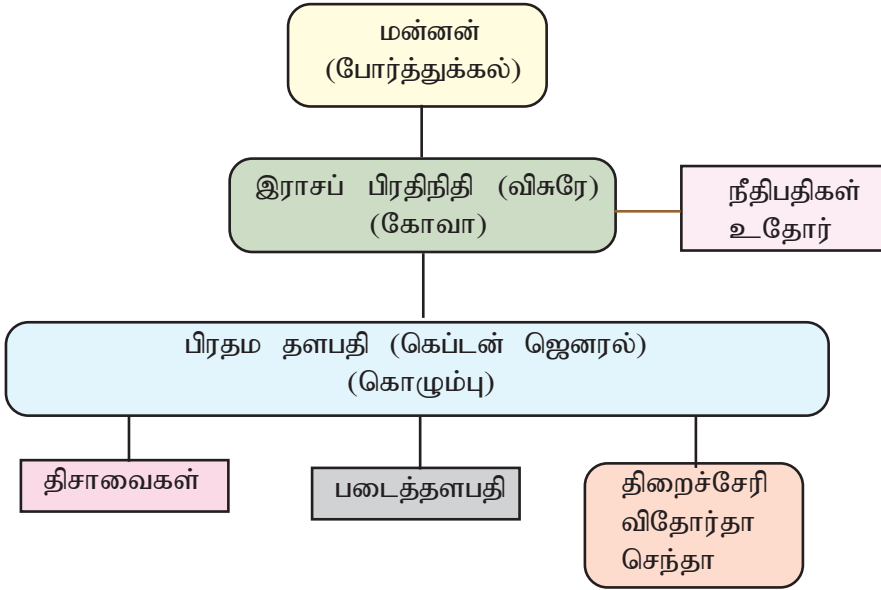 மன்னன்
(போர்த்துக்கல்)
இராசப் பிரதிநிதி (விசுரே)
(கோவா)
நீதிபதிகள்
உதோர்
பிரதம தளபதி (கெப்டன் ஜெனரல்)
(கொழும்பு)
திசாவைகள்
படைத்தளபதி
திறைச்சேரி
விதோர்தா
செந்தா